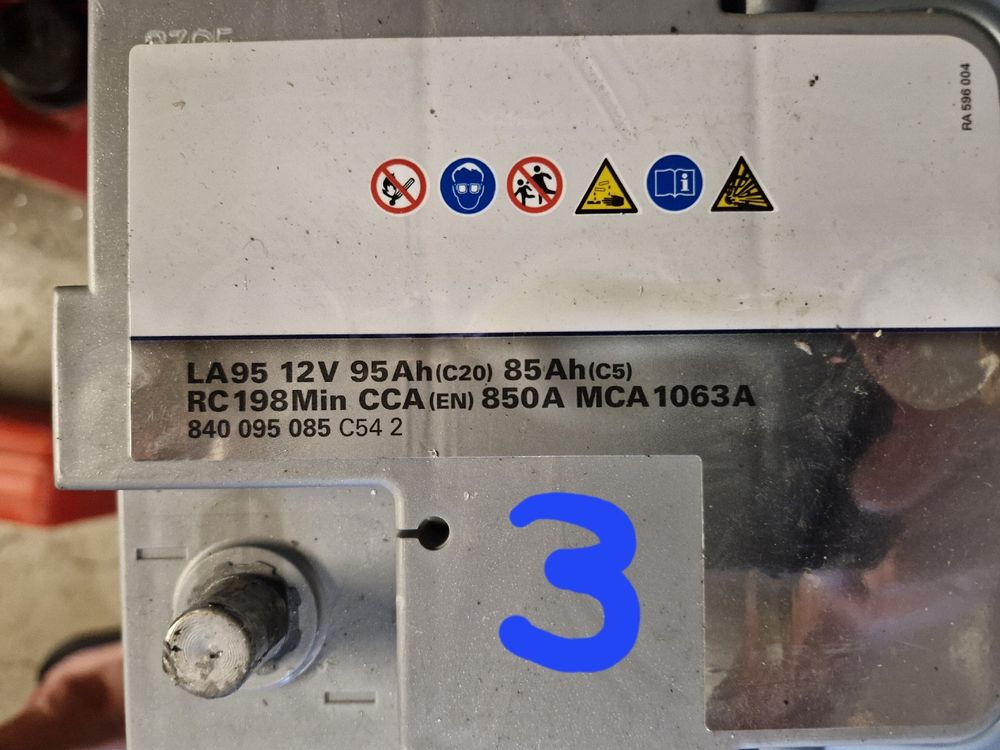 RA 596 004
LA95 12V 95Ah(C20) 85Ah(C5)
RC198Min CCA(EN) 850A MCA1063A
840 095 085 C54 2
3